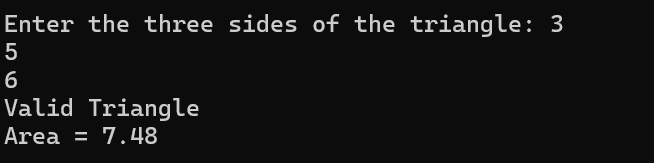 Enter the three sides of the triangle: 3
5
6
Valid Triangle
Area = 7.48